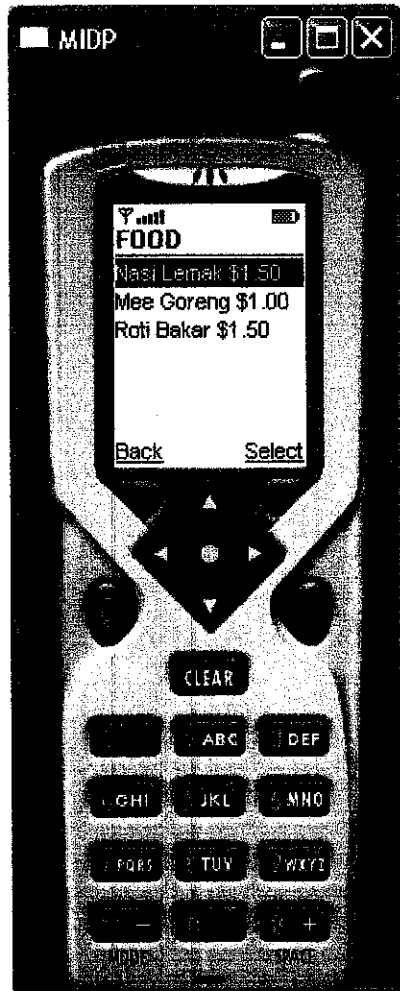 MIDP
FOOD
Nasi Lemak $1.50
Mee Goreng $1.00
Roti Bakar $1.50
Back Select
CLEAR
ABC DEF
GHI JKL MNO
PQRS TUV WXYZ
- +
SPACE